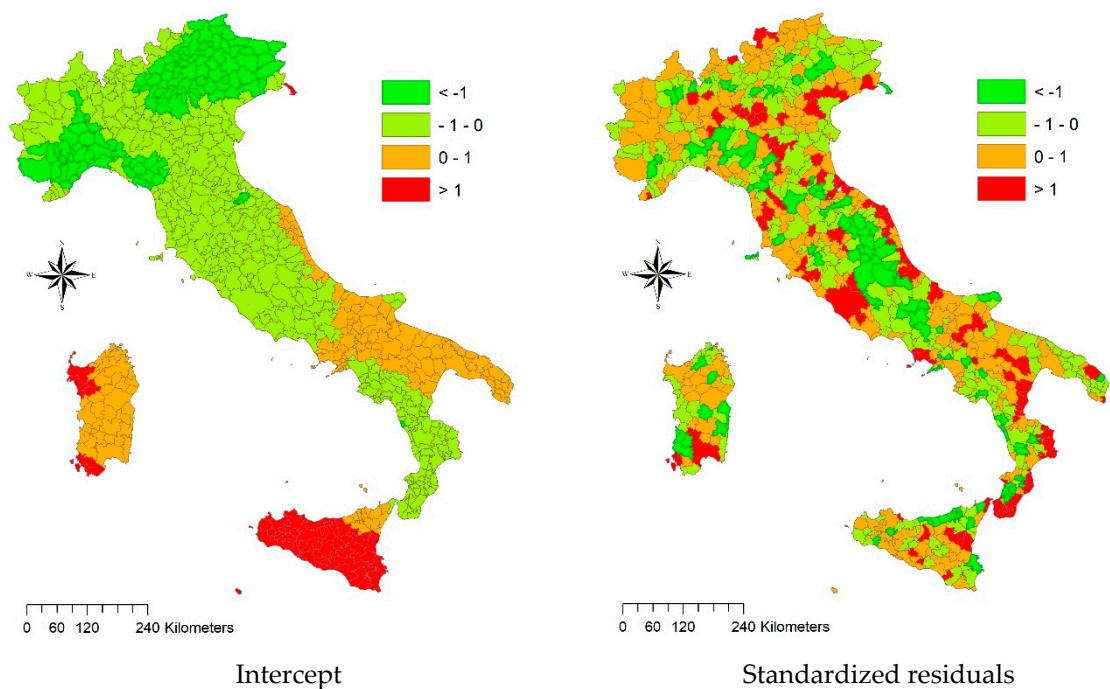 < -1
- 1 - 0
0 - 1
> 1
N
W E
S
0 60 120 240 Kilometers
Intercept
< -1
- 1 - 0
0 - 1
> 1
N
W E
S
0 60 120 240 Kilometers
Standardized residuals